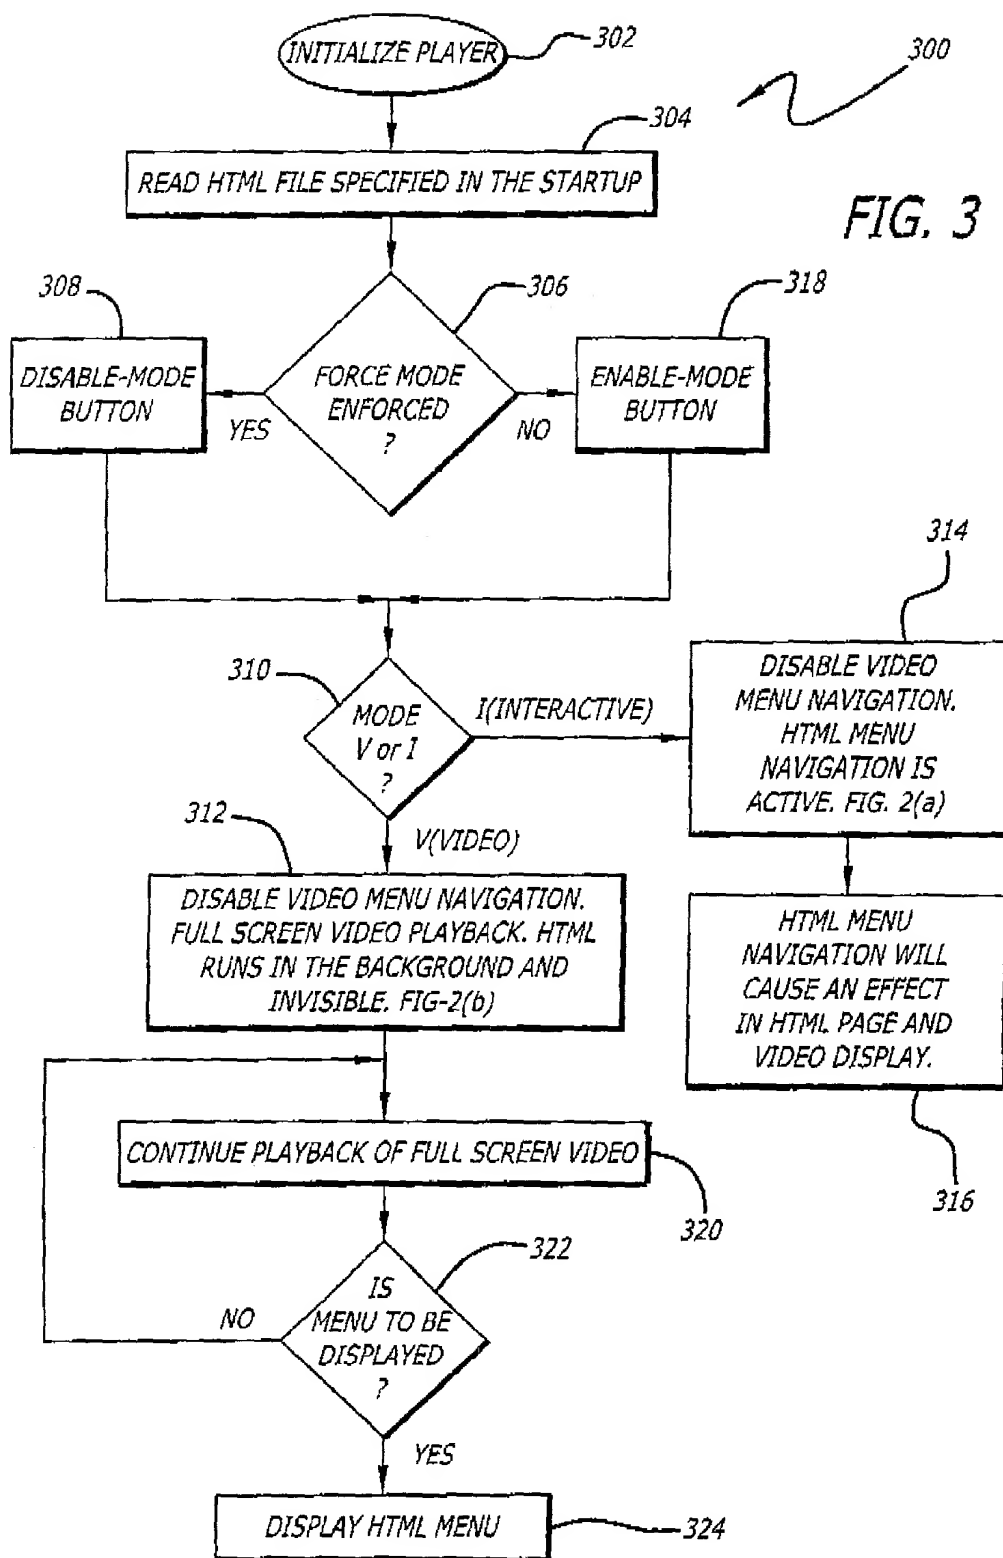 INITIALIZE PLAYER
302
300
304
READ HTML FILE SPECIFIED IN THE STARTUP
FIG. 3
308
306
318
DISABLE-MODE
BUTTON
YES
FORCE MODE
ENFORCED
?
NO
ENABLE-MODE
BUTTON
314
310
MODE
V or I
?
I(INTERACTIVE)
DISABLE VIDEO
MENU NAVIGATION.
HTML MENU
NAVIGATION IS
ACTIVE. FIG. 2(a)
312
V(VIDEO)
DISABLE VIDEO MENU NAVIGATION.
FULL SCREEN VIDEO PLAYBACK. HTML
RUNS IN THE BACKGROUND AND
INVISIBLE. FIG-2(b)
HTML MENU
NAVIGATION WILL
CAUSE AN EFFECT
IN HTML PAGE AND
VIDEO DISPLAY.
316
CONTINUE PLAYBACK OF FULL SCREEN VIDEO
320
322
IS
MENU TO BE
DISPLAYED
?
NO
YES
DISPLAY HTML MENU
324